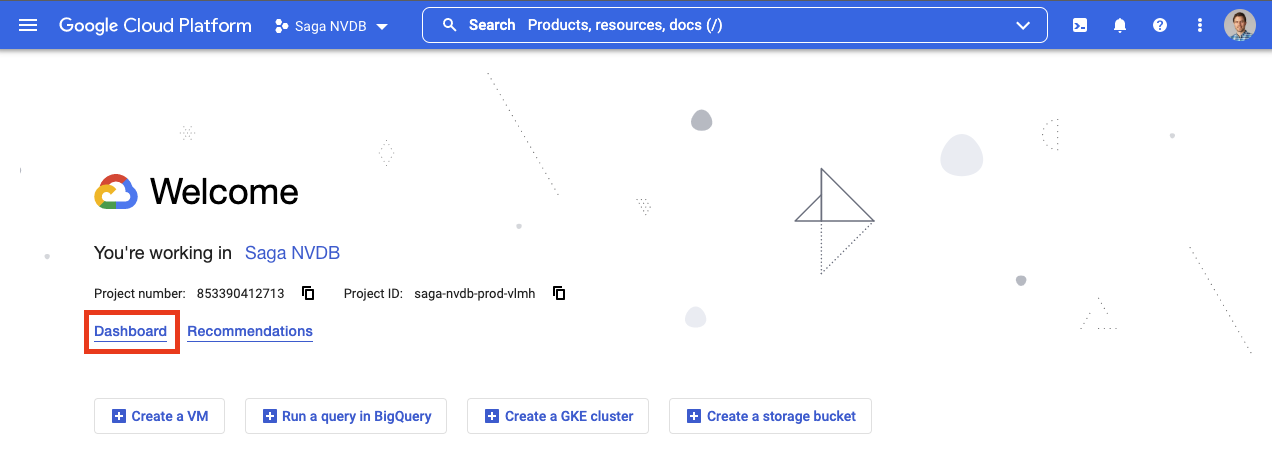 Google Cloud Platform Saga NVDB Search Products, resources, docs (/)
Welcome
You're working in Saga NVDB
Project number: 853390412713 Project ID: saga-nvdb-prod-vlmh
Dashboard Recommendations
Create a VM Run a query in BigQuery Create a GKE cluster Create a storage bucket